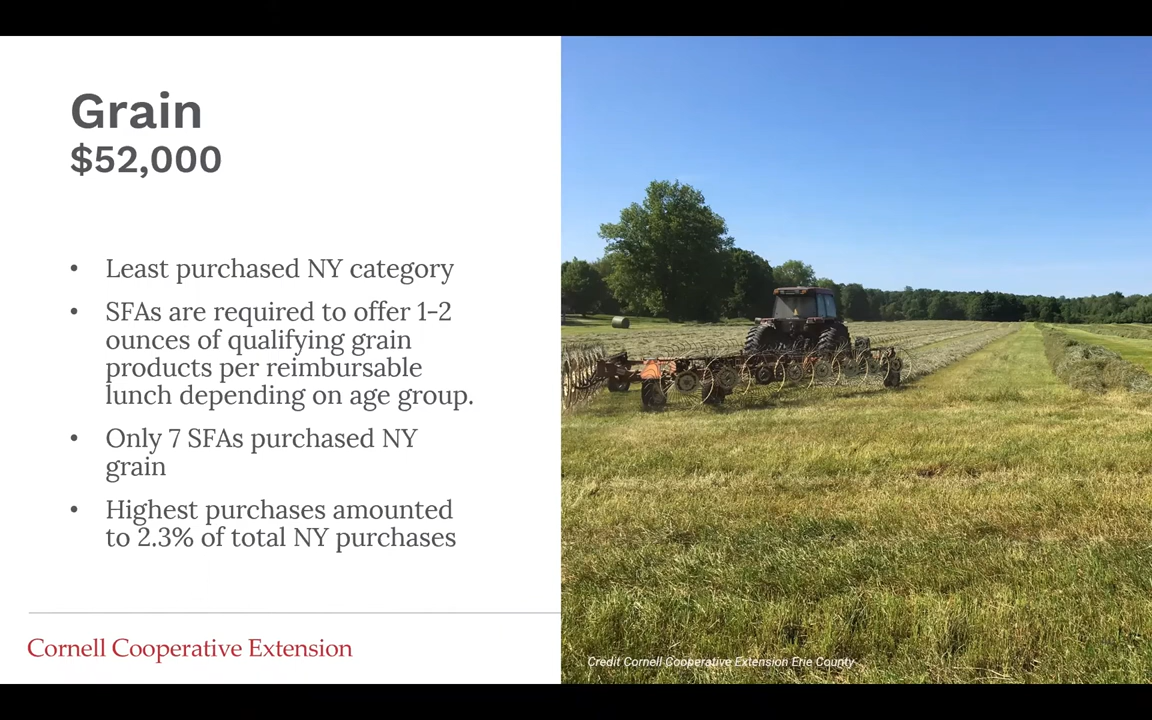 Grain
$52,000
• Least purchased NY category
• SFAs are required to offer 1-2
ounces of qualifying grain
products per reimbursable
lunch depending on age group.
• Only 7 SFAs purchased NY
grain
• Highest purchases amounted
to 2.3% of total NY purchases
Cornell Cooperative Extension
Credit Cornell Cooperative Extension Erie County